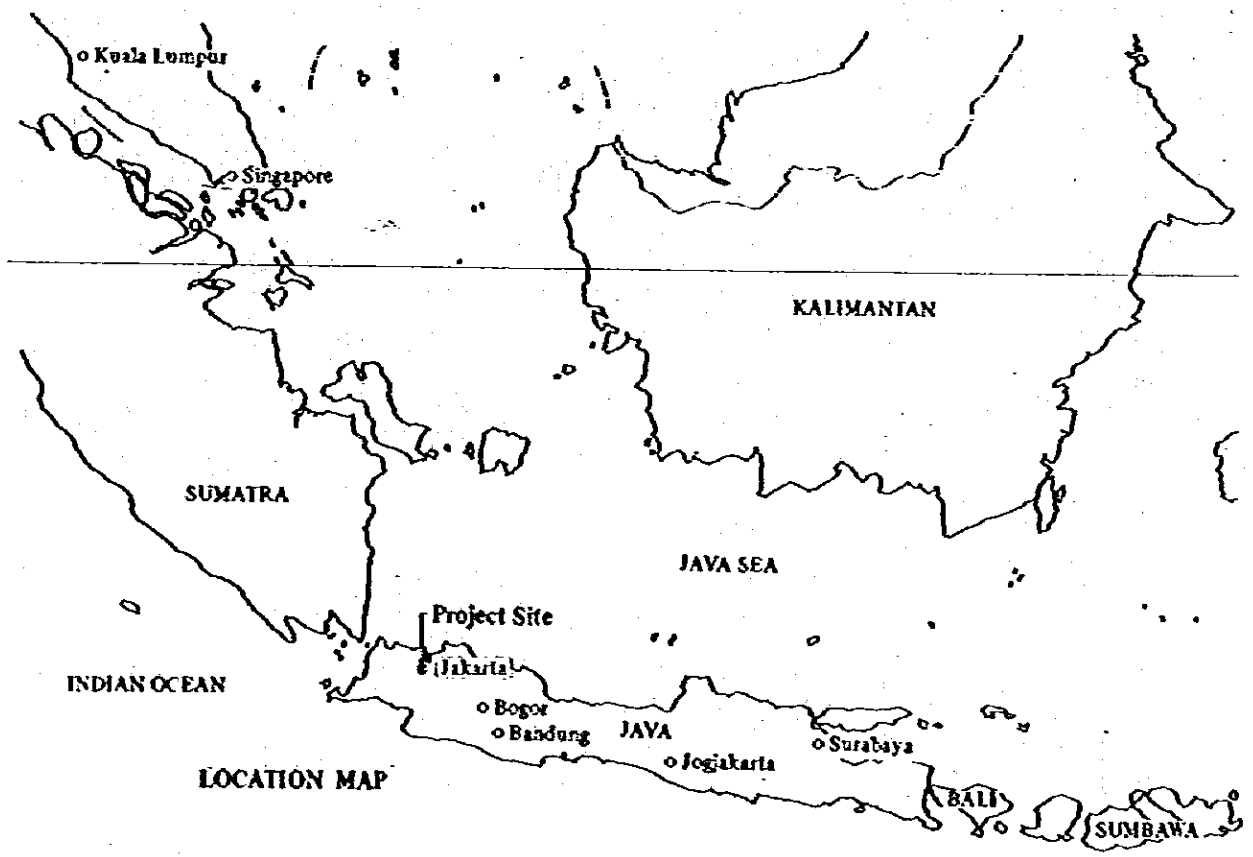 Kuala Lumpur
Singapore
KALIMANTAN
SUMATRA
JAVA SEA
Project Site
(Jakarta)
INDIAN OCEAN
Bogor
JAVA
Bandung
Surabaya
Jogjakarta
LOCATION MAP
BALI
SUMBAWA